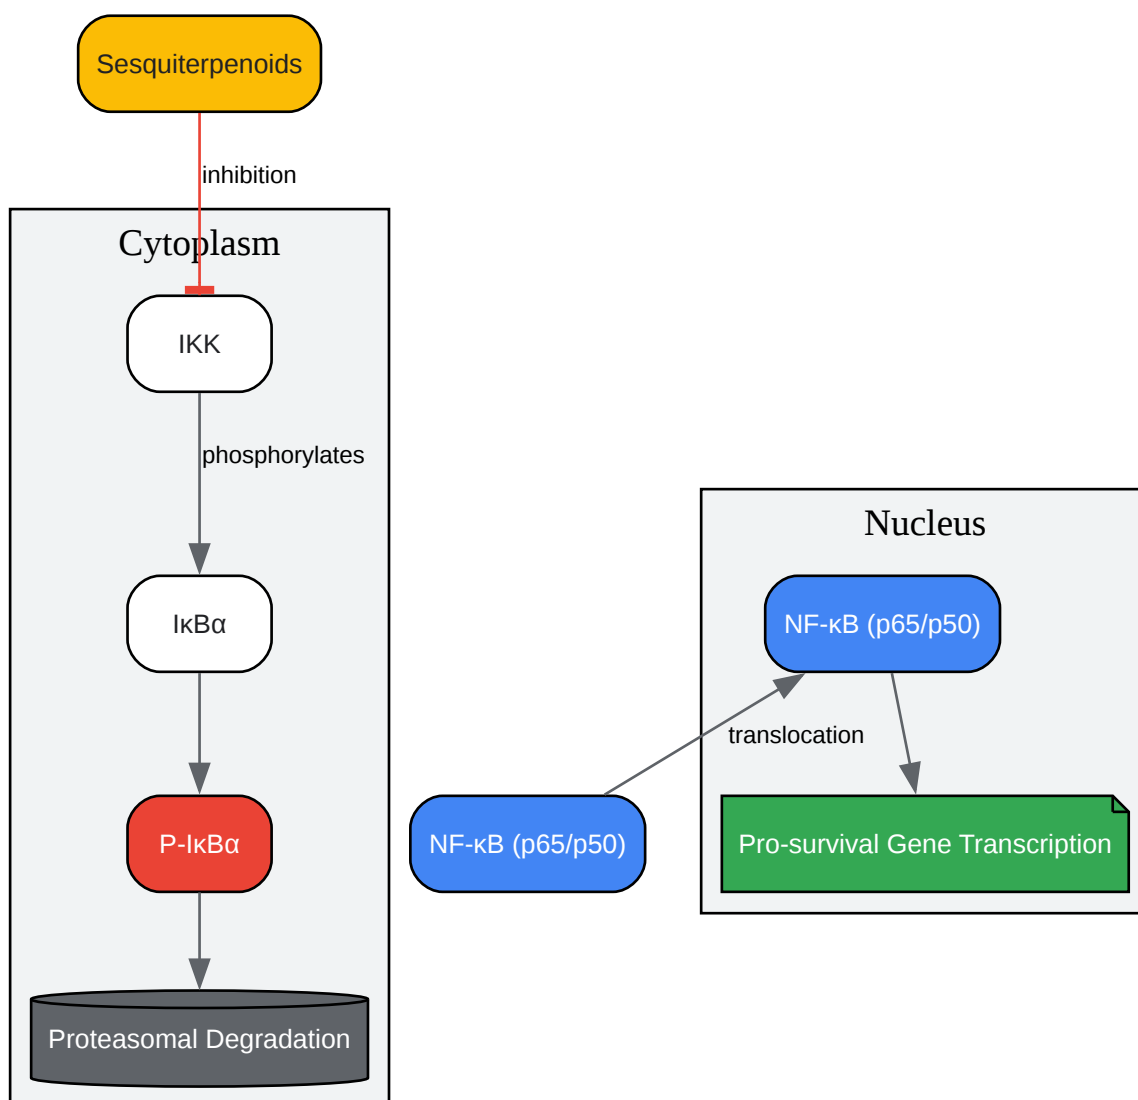 Sesquiterpenoids
inhibition
Cytoplasm
IKK
phosphorylates
IκBα
P-IκBα
Proteasomal Degradation
NF-κB (p65/p50)
translocation
Nucleus
NF-κB (p65/p50)
Pro-survival Gene Transcription